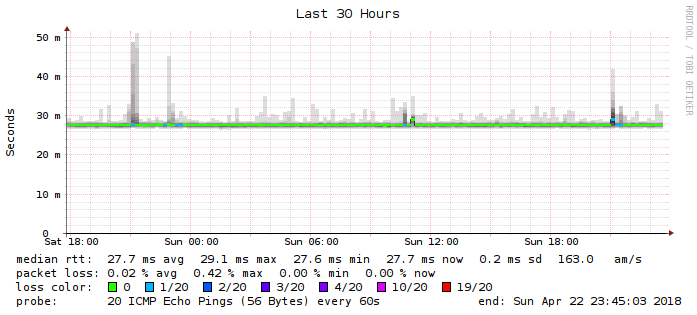 Last 30 Hours
RRDTOOL / TOBI OETIKER
Seconds
50 m
40 m
30 m
20 m
10 m
0
Sat 18:00 Sun 00:00 Sun 06:00 Sun 12:00 Sun 18:00
median rtt: 27.7 ms avg 29.1 ms max 27.6 ms min 27.7 ms now 0.2 ms sd 163.0 am/s
packet loss: 0.02 % avg 0.42 % max 0.00 % min 0.00 % now
loss color: 0 1/20 2/20 3/20 4/20 10/20 19/20
probe: 20 ICMP Echo Pings (56 Bytes) every 60s end: Sun Apr 22 23:45:03 2018